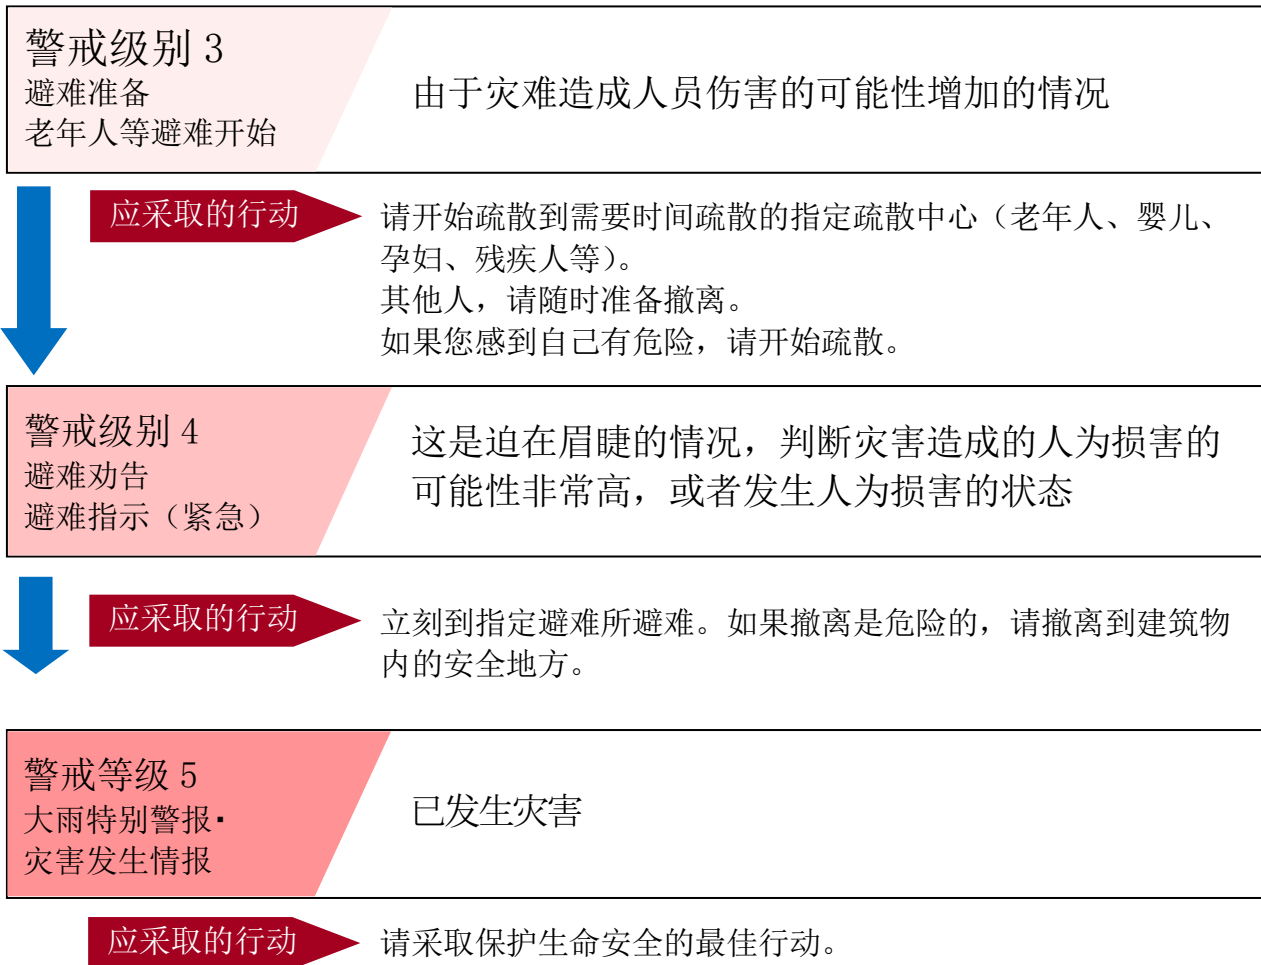 警戒级别 3
避难准备
老年人等避难开始
由于灾难造成人员伤害的可能性增加的情况
应采取的行动
请开始疏散到需要时间疏散的指定疏散中心（老年人、婴儿、
孕妇、残疾人等）。
其他人，请随时准备撤离。
如果您感到自己有危险，请开始疏散。
警戒级别 4
避难劝告
避难指示（紧急）
这是迫在眉睫的情况，判断灾害造成的人为损害的
可能性非常高，或者发生人为损害的状态
应采取的行动
立刻到指定避难所避难。如果撤离是危险的，请撤离到建筑物
内的安全地方。
警戒等级 5
大雨特别警报・
灾害发生情报
已发生灾害
应采取的行动
请采取保护生命安全的最佳行动。